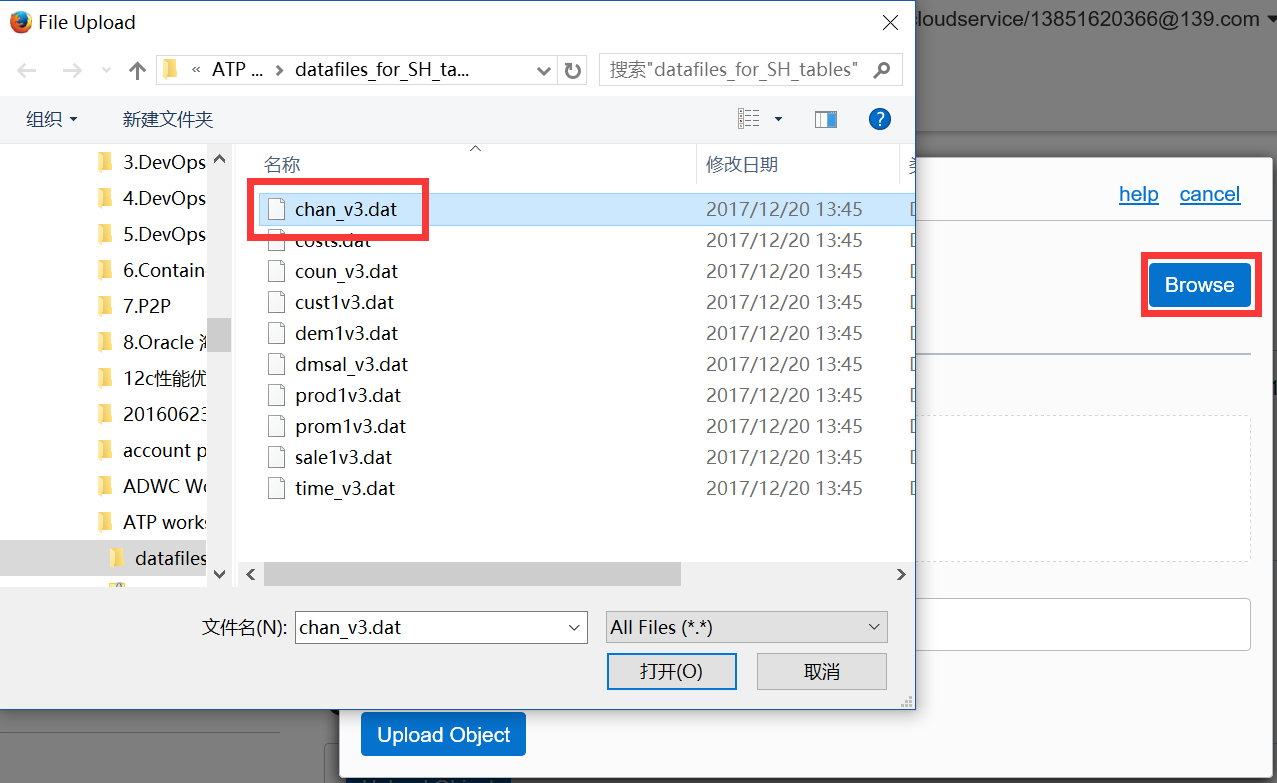 File Upload
loudservice/13851620366@139.com
« ATP ... > datafiles_for_SH_ta...
搜索"datafiles_for_SH_tables"
组织
新建文件夹
?
名称
修改日期
3.DevOps
4.DevOps
5.DevOps
6.Contain
7.P2P
8.Oracle
12c性能优
20160623
account p
ADWC Wo
ATP works
datafiles
chan_v3.dat 2017/12/20 13:45
costs.dat 2017/12/20 13:45
coun_v3.dat 2017/12/20 13:45
cust1v3.dat 2017/12/20 13:45
dem1v3.dat 2017/12/20 13:45
dmsal_v3.dat 2017/12/20 13:45
prod1v3.dat 2017/12/20 13:45
prom1v3.dat 2017/12/20 13:45
sale1v3.dat 2017/12/20 13:45
time_v3.dat 2017/12/20 13:45
help cancel
Browse
文件名(N): chan_v3.dat
All Files (*.*)
打开(O)
取消
Upload Object